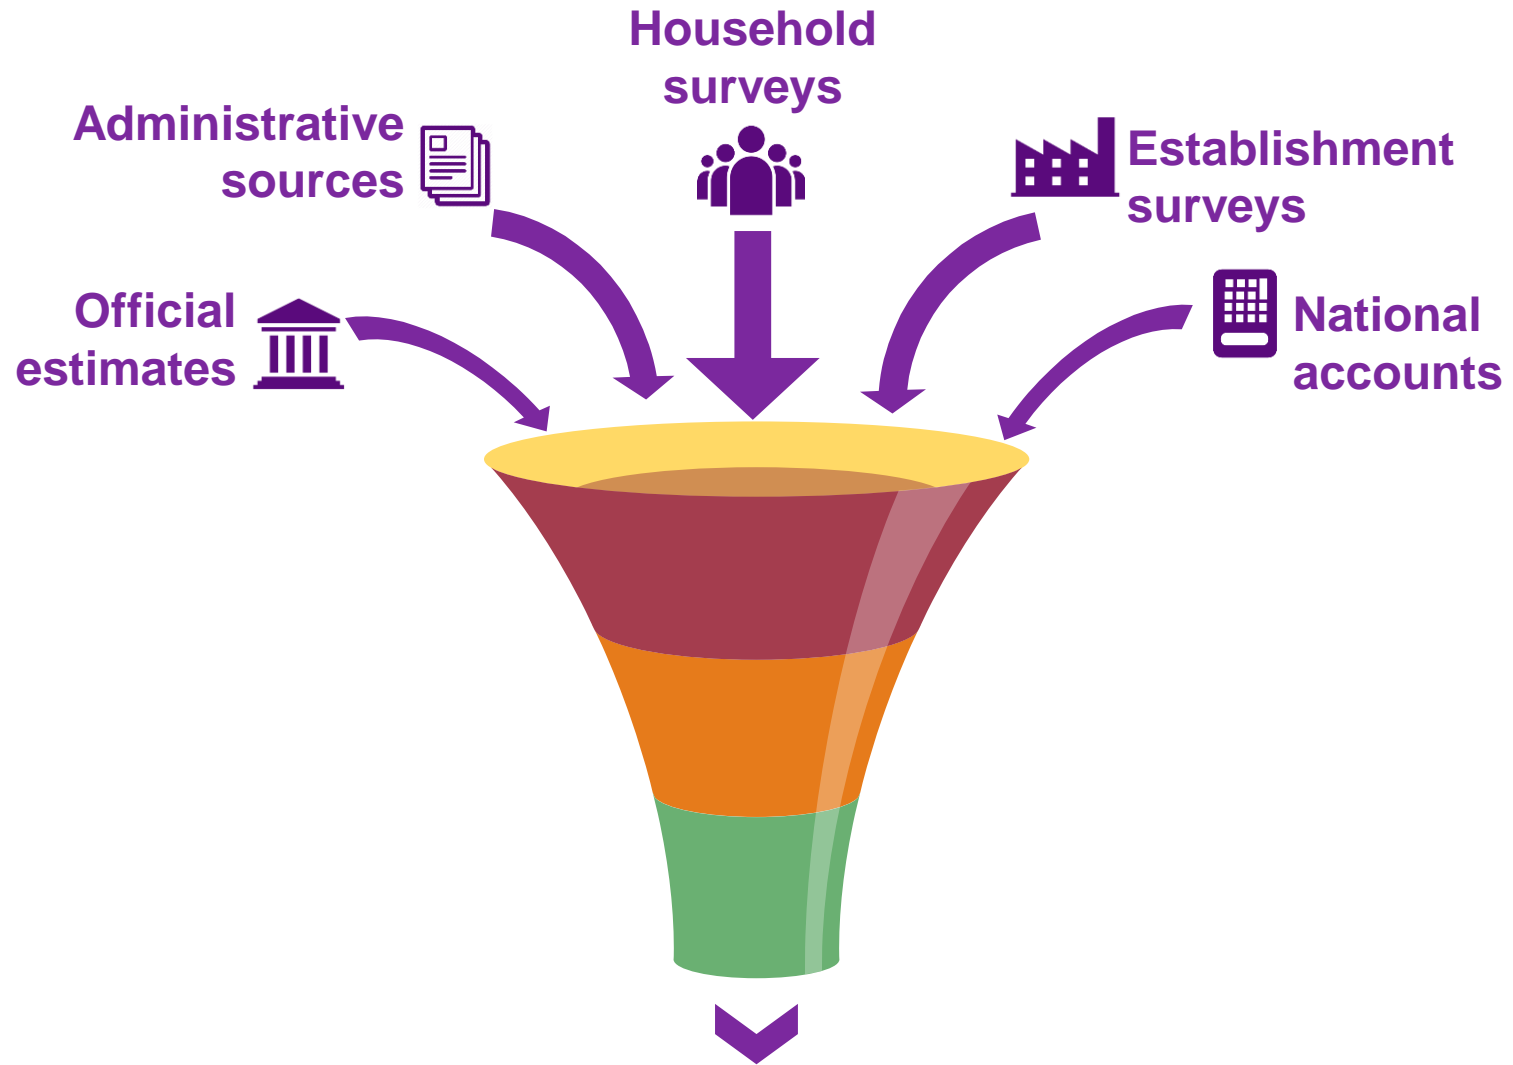 Household
surveys
Administrative
sources
Establishment
surveys
Official
estimates
National
accounts